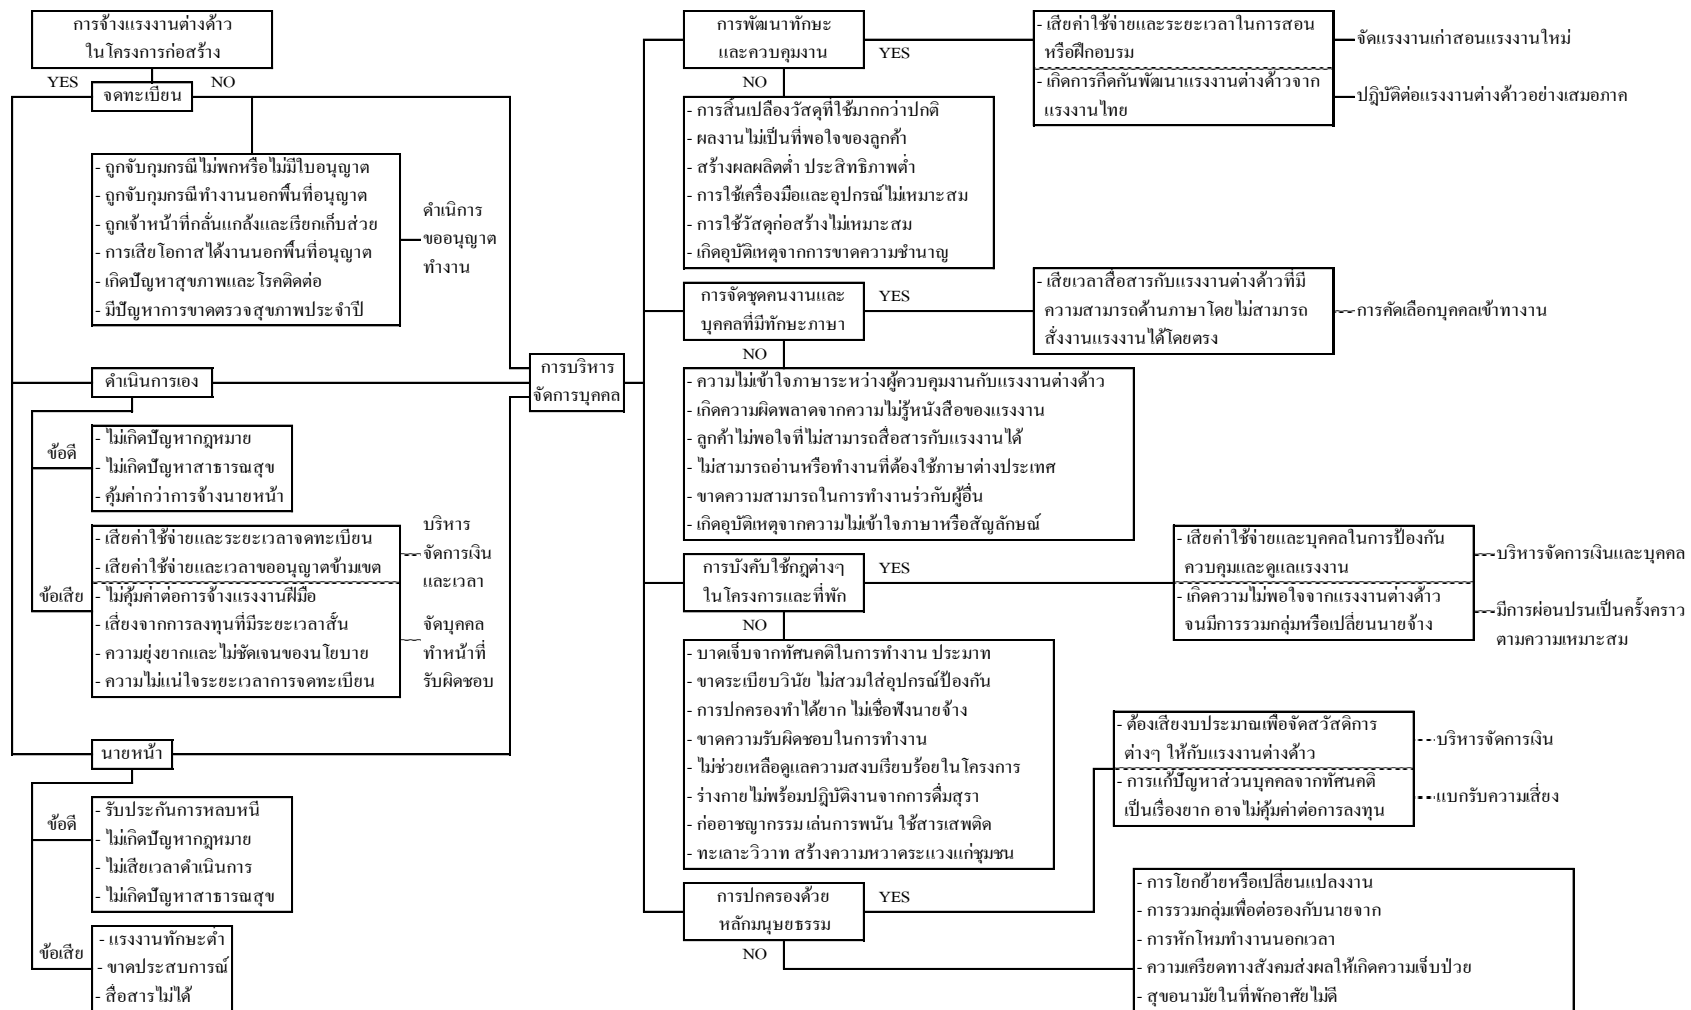 การจ้างแรงงานต่างด้าว
ในโครงการก่อสร้าง
YES
NO
จดทะเบียน
- ถูกจับกุมกรณีไม่พกหรือไม่มีใบอนุญาต
- ถูกจับกุมกรณีทำงานนอกพื้นที่อนุญาต
- ถูกเจ้าหน้าที่กลั่นแกล้งและเรียกเก็บส่วย
- การเสียโอกาสได้งานนอกพื้นที่อนุญาต
- เกิดปัญหาสุขภาพและโรคติดต่อ
- มีปัญหาการขาดตรวจสุขภาพประจำปี
ดำเนิการ
ขออนุญาต
ทำงาน
ดำเนินการเอง
ข้อดี
- ไม่เกิดปัญหากฎหมาย
- ไม่เกิดปัญหาสาธารณสุข
- คุ้มค่ากว่าการจ้างนายหน้า
ข้อเสีย
- เสียค่าใช้จ่ายและระยะเวลาจดทะเบียน
- เสียค่าใช้จ่ายและเวลาขออนุญาตข้ามเขต
- ไม่คุ้มค่าต่อการจ้างแรงงานฝีมือ
- เสี่ยงจากการลงทุนที่มีระยะเวลาสั้น
- ความยุ่งยากและไม่ชัดเจนของนโยบาย
- ความไม่แน่ใจระยะเวลาการจดทะเบียน
บริหาร
จัดการเงิน
และเวลา
จัดบุคคล
ทำหน้าที่
รับผิดชอบ
นายหน้า
ข้อดี
- รับประกันการหลบหนี
- ไม่เกิดปัญหากฎหมาย
- ไม่เสียเวลาดำเนินการ
- ไม่เกิดปัญหาสาธารณสุข
ข้อเสีย
- แรงงานทักษะต่ำ
- ขาดประสบการณ์
- สื่อสารไม่ได้
การบริหาร
จัดการบุคคล
การพัฒนาทักษะ
และควบคุมงาน
YES
NO
- เสียค่าใช้จ่ายและระยะเวลาในการสอน
หรือฝึกอบรม
- เกิดการกีดกันพัฒนาแรงงานต่างด้าวจาก
แรงงานไทย
จัดแรงงานเก่าสอนแรงงานใหม่
ปฎิบัติต่อแรงงานต่างด้าวอย่างเสมอภาค
- การสิ้นเปลืองวัสดุที่ใช้มากกว่าปกติ
- ผลงานไม่เป็นที่พอใจของลูกค้า
- สร้างผลผลิตต่ำ ประสิทธิภาพต่ำ
- การใช้เครื่องมือและอุปกรณ์ไม่เหมาะสม
- การใช้วัสดุก่อสร้างไม่เหมาะสม
- เกิดอุบัติเหตุจากการขาดความชำนาญ
การจัดชุดคนงานและ
บุคคลที่มีทักษะภาษา
YES
NO
- เสียเวลาสื่อสารกับแรงงานต่างด้าวที่มี
ความสามารถด้านภาษาโดยไม่สามารถ
สั่งงานแรงงานได้โดยตรง
การคัดเลือกบุคคลเข้าทางาน
- ความไม่เข้าใจภาษาระหว่างผู้ควบคุมงานกับแรงงานต่างด้าว
- เกิดความผิดพลาดจากความไม่รู้หนังสือของแรงงาน
- ลูกค้าไม่พอใจที่ไม่สามารถสื่อสารกับแรงงานได้
- ไม่สามารถอ่านหรือทำงานที่ต้องใช้ภาษาต่างประเทศ
- ขาดความสามารถในการทำงานร่วกับผู้อื่น
- เกิดอุบัติเหตุจากความไม่เข้าใจภาษาหรือสัญลักษณ์
การบังคับใช้กฎต่างๆ
ในโครงการและที่พัก
YES
NO
- เสียค่าใช้จ่ายและบุคคลในการป้องกัน
ควบคุมและดูแลแรงงาน
- เกิดความไม่พอใจจากแรงงานต่างด้าว
จนมีการรวมกลุ่มหรือเปลี่ยนนายจ้าง
บริหารจัดการเงินและบุคคล
มีการผ่อนปรนเป็นครั้งคราว
ตามความเหมาะสม
- บาดเจ็บจากทัศนคติในการทำงาน ประมาท
- ขาดระเบียบวินัย ไม่สวมใส่อุปกรณ์ป้องกัน
- การปกครองทำได้ยาก ไม่เชื่อฟังนายจ้าง
- ขาดความรับผิดชอบในการทำงาน
- ไม่ช่วยเหลือดูแลความสงบเรียบร้อยในโครงการ
- ร่างกายไม่พร้อมปฎิบัติงานจากการดื่มสุรา
- ก่ออาชญากรรม เล่นการพนัน ใช้สารเสพติด
- ทะเลาะวิวาท สร้างความหวาดระแวงแก่ชุมชน
การปกครองด้วย
หลักมนุษยธรรม
YES
NO
- ต้องเสียงบประมาณเพื่อจัดสวัสดิการ
ต่างๆ ให้กับแรงงานต่างด้าว
- การแก้ปัญหาส่วนบุคคลจากทัศนคติ
เป็นเรื่องยาก อาจไม่คุ้มค่าต่อการลงทุน
บริหารจัดการเงิน
แบกรับความเสี่ยง
- การโยกย้ายหรือเปลี่ยนแปลงงาน
- การรวมกลุ่มเพื่อต่อรองกับนายจาก
- การหักโหมทำงานนอกเวลา
- ความเครียดทางสังคมส่งผลให้เกิดความเจ็บป่วย
- สุขอนามัยในที่พักอาศัยไม่ดี